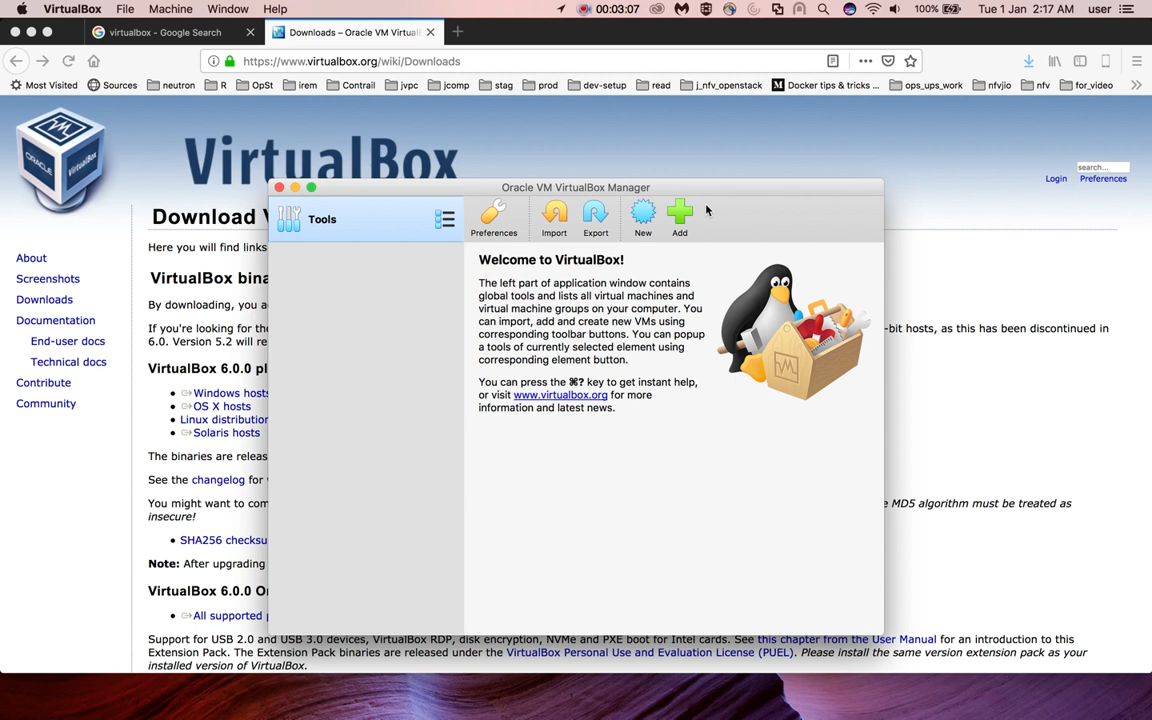 VirtualBox File Machine Window Help 00:03:07 100% Tue 1 Jan 2:17 AM user
virtualbox - Google Search Downloads – Oracle VM Virtual
https://www.virtualbox.org/wiki/Downloads
Most Visited Sources neutron R OpSt irem Contrail jvpc jcomp stag prod dev-setup read j_nfv_openstack Docker tips & tricks ... ops_ups_work nfvjio nfv for_video
VirtualBox
search...
Login Preferences
Oracle VM VirtualBox Manager
Download V
Tools
Preferences Import Export New Add
Here you will find links
About
Screenshots
Downloads
Documentation
End-user docs
Technical docs
Contribute
Community
VirtualBox bina
By downloading, you a
If you're looking for the
-bit hosts, as this has been discontinued in
6.0. Version 5.2 will re
VirtualBox 6.0.0 pl
Windows hosts
OS X hosts
Linux distribution
Solaris hosts
The binaries are releas
See the changelog for
You might want to com
e MD5 algorithm must be treated as
insecure!
SHA256 checksu
Note: After upgrading
VirtualBox 6.0.0 O
All supported p
Welcome to VirtualBox!
The left part of application window contains
global tools and lists all virtual machines and
virtual machine groups on your computer. You
can import, add and create new VMs using
corresponding toolbar buttons. You can popup
a tools of currently selected element using
corresponding element button.
You can press the ⌘? key to get instant help,
or visit www.virtualbox.org for more
information and latest news.
Support for USB 2.0 and USB 3.0 devices, VirtualBox RDP, disk encryption, NVMe and PXE boot for Intel cards. See this chapter from the User Manual for an introduction to this
Extension Pack. The Extension Pack binaries are released under the VirtualBox Personal Use and Evaluation License (PUEL). Please install the same version extension pack as your
installed version of VirtualBox.